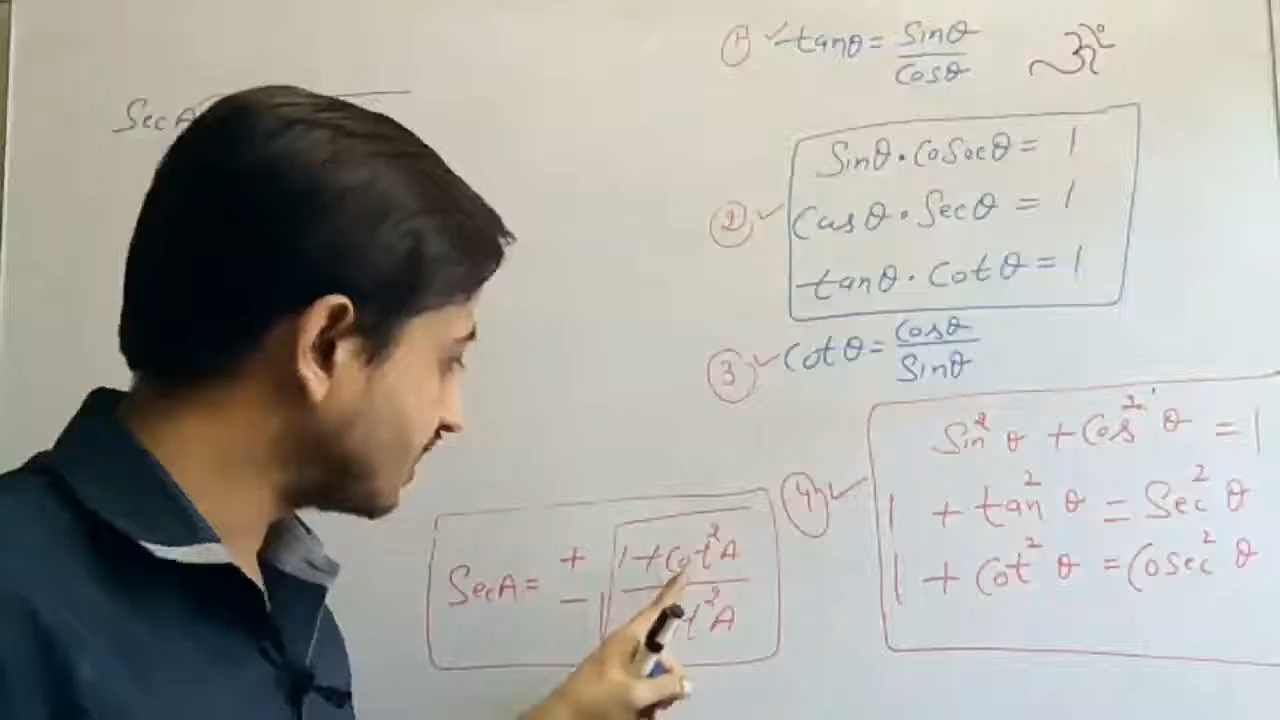 ① ✓ tanθ = Sinθ/Cosθ
② ✓ Sinθ · Cosecθ = 1
Cosθ · Secθ = 1
tanθ · Cotθ = 1
③ ✓ Cotθ = Cosθ/Sinθ
④ ✓ Sin²θ + Cos²θ = 1
1 + tan²θ = Sec²θ
1 + Cot²θ = Cosec²θ
SecA
SecA = ± √(1+Cot²A / t²A)